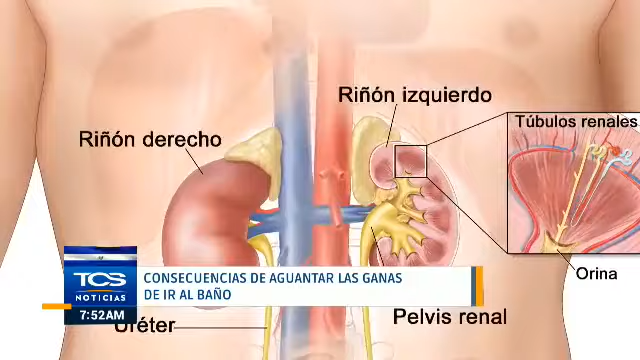 Riñón izquierdo
Túbulos renales
Riñón derecho
Orina
TCS
NOTICIAS
7:52AM
CONSECUENCIAS DE AGUANTAR LAS GANAS
DE IR AL BAÑO
Uréter
Pelvis renal